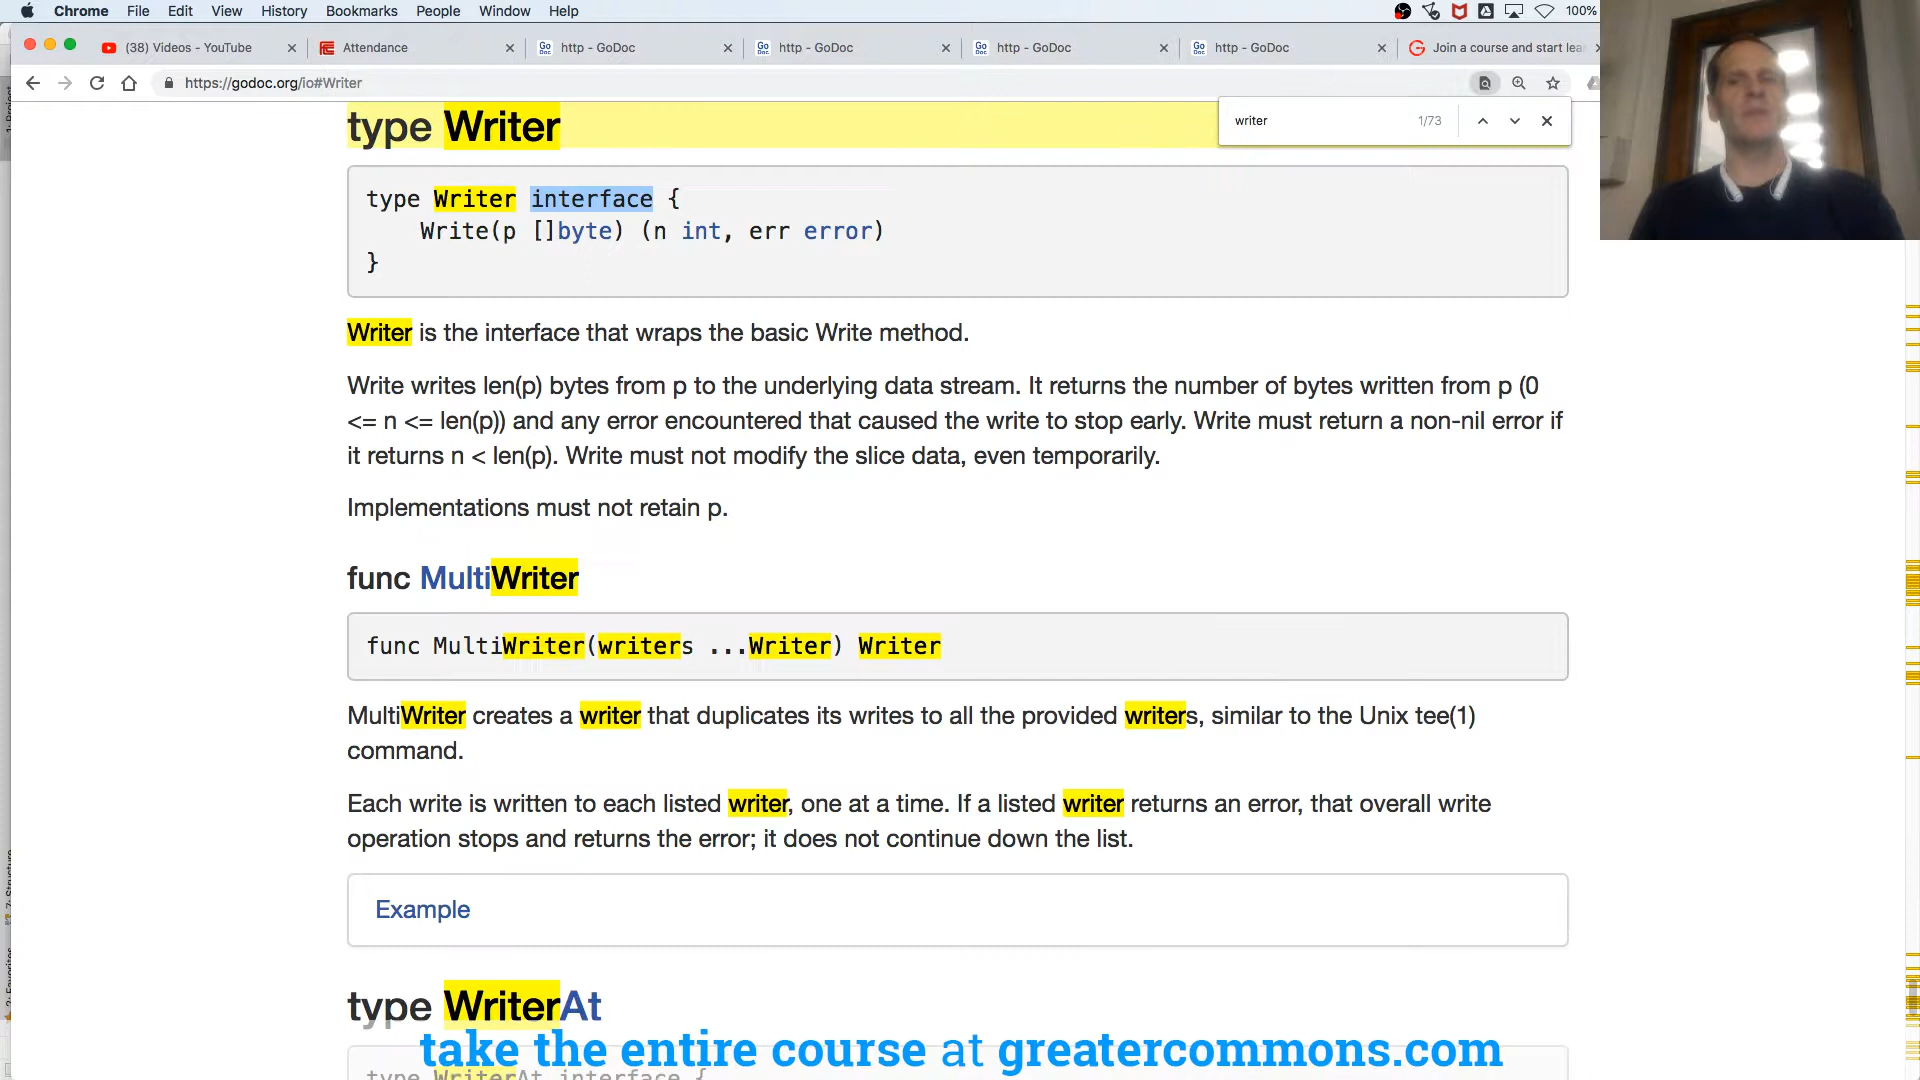 Chrome File Edit View History Bookmarks People Window Help 100%
(38) Videos - YouTube Attendance http - GoDoc http - GoDoc http - GoDoc http - GoDoc Join a course and start lea
https://godoc.org/io#Writer
writer 1/73
type Writer
type Writer interface {
Write(p []byte) (n int, err error)
}
Writer is the interface that wraps the basic Write method.
Write writes len(p) bytes from p to the underlying data stream. It returns the number of bytes written from p (0
<= n <= len(p)) and any error encountered that caused the write to stop early. Write must return a non-nil error if
it returns n < len(p). Write must not modify the slice data, even temporarily.
Implementations must not retain p.
func MultiWriter
func MultiWriter(writers ...Writer) Writer
MultiWriter creates a writer that duplicates its writes to all the provided writers, similar to the Unix tee(1)
command.
Each write is written to each listed writer, one at a time. If a listed writer returns an error, that overall write
operation stops and returns the error; it does not continue down the list.
Example
type WriterAt
take the entire course at greatercommons.com
type WriterAt interface {